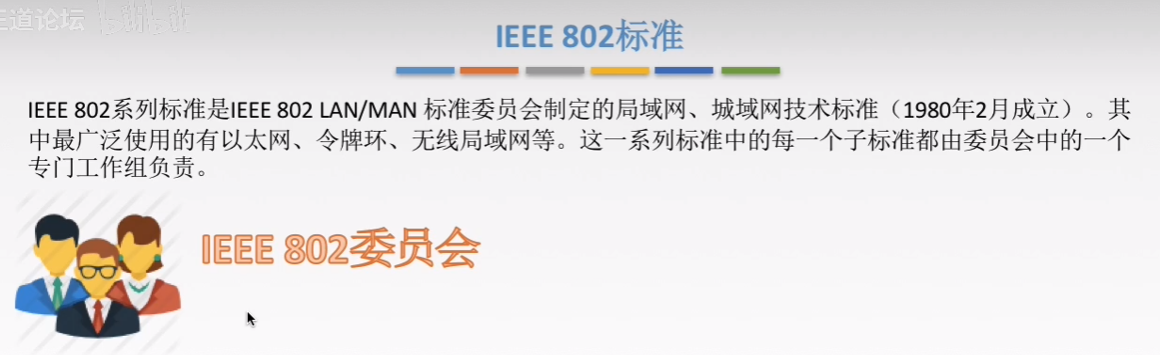 王道论坛 bilibili
IEEE 802标准
IEEE 802系列标准是IEEE 802 LAN/MAN 标准委员会制定的局域网、城域网技术标准（1980年2月成立）。其
中最广泛使用的有以太网、令牌环、无线局域网等。这一系列标准中的每一个子标准都由委员会中的一个
专门工作组负责。
IEEE 802委员会